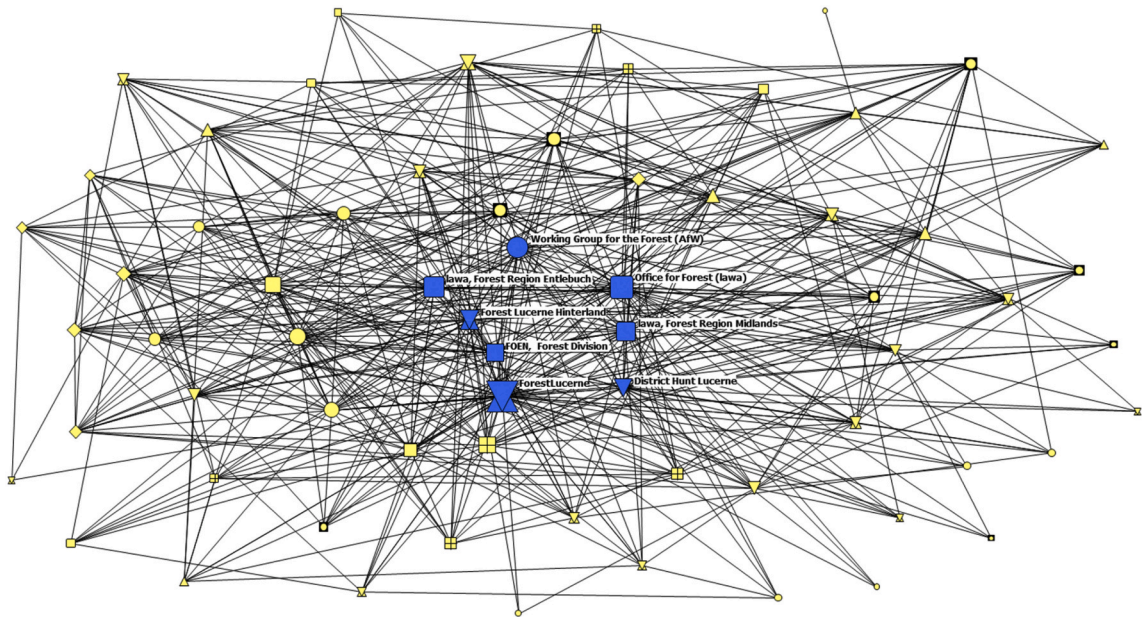 Working Group for the Forest (AfW)
lawa, Forest Region Entlebuch
Office for Forest (lawa)
Forest Lucerne Hinterland
lawa, Forest Region Midlands
FOEN, Forest Division
ForestLucerne
District Hunt Lucerne